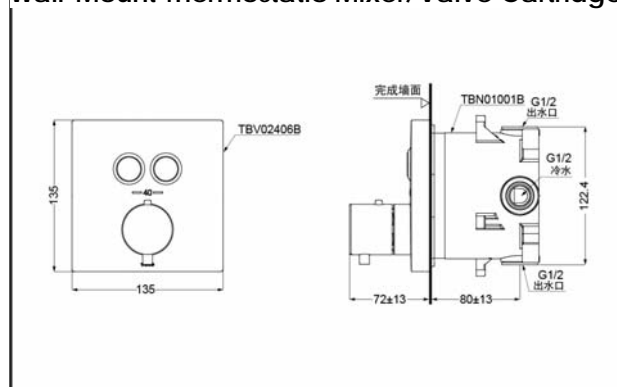 Wall-Mount Thermostatic Mixer/Valve Cartridge
TBV02406B
40
135
135
完成墙面
TBN01001B
G1/2
出水口
G1/2
冷水
122.4
G1/2
出水口
72±13
80±13